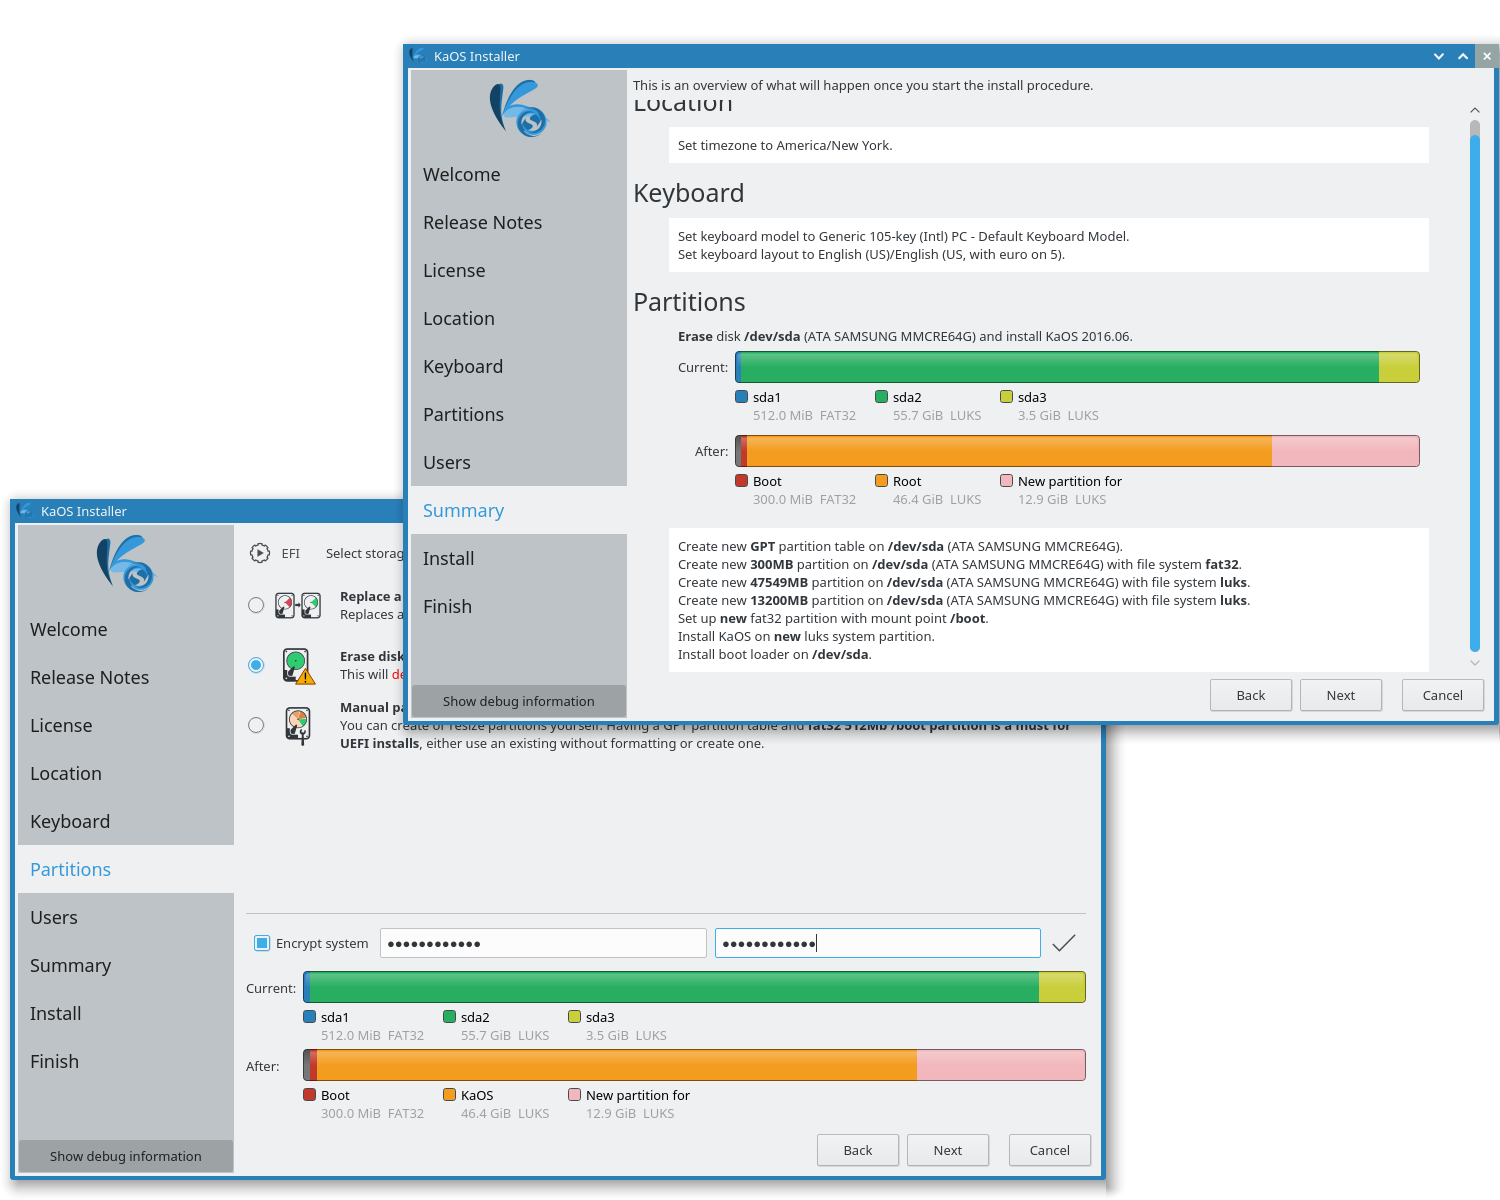 KaOS Installer
This is an overview of what will happen once you start the install procedure.
Location
Set timezone to America/New York.
Keyboard
Set keyboard model to Generic 105-key (Intl) PC - Default Keyboard Model.
Set keyboard layout to English (US)/English (US, with euro on 5).
Partitions
Erase disk /dev/sda (ATA SAMSUNG MMCRE64G) and install KaOS 2016.06.
Current:
sda1 sda2 sda3
512.0 MiB FAT32 55.7 GiB LUKS 3.5 GiB LUKS
After:
Boot Root New partition for
300.0 MiB FAT32 46.4 GiB LUKS 12.9 GiB LUKS
Create new GPT partition table on /dev/sda (ATA SAMSUNG MMCRE64G).
Create new 300MB partition on /dev/sda (ATA SAMSUNG MMCRE64G) with file system fat32.
Create new 47549MB partition on /dev/sda (ATA SAMSUNG MMCRE64G) with file system luks.
Create new 13200MB partition on /dev/sda (ATA SAMSUNG MMCRE64G) with file system luks.
Set up new fat32 partition with mount point /boot.
Install KaOS on new luks system partition.
Install boot loader on /dev/sda.
Welcome
Release Notes
License
Location
Keyboard
Partitions
Users
Summary
Install
Finish
Show debug information
Back Next Cancel
KaOS Installer
Welcome
Release Notes
License
Location
Keyboard
Partitions
Users
Summary
Install
Finish
Show debug information
EFI Select storag
Replace a
Replaces a
Erase disk
This will de
Manual pa
You can create or resize partitions yourself. Having a GPT partition table and fat32 512Mb /boot partition is a must for
UEFI installs, either use an existing without formatting or create one.
Encrypt system
Current:
sda1 sda2 sda3
512.0 MiB FAT32 55.7 GiB LUKS 3.5 GiB LUKS
After:
Boot KaOS New partition for
300.0 MiB FAT32 46.4 GiB LUKS 12.9 GiB LUKS
Back Next Cancel